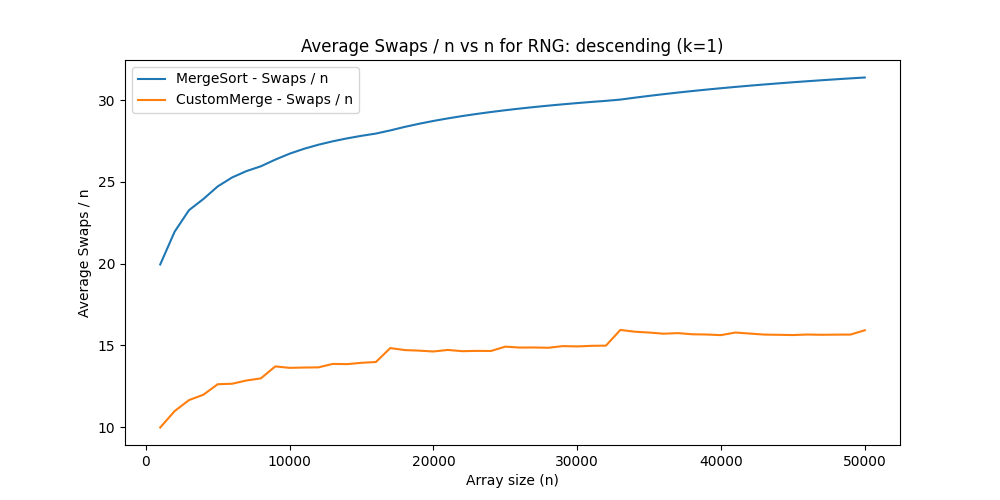 Average Swaps / n vs n for RNG: descending (k=1)
MergeSort - Swaps / n
CustomMerge - Swaps / n
Average Swaps / n
30
25
20
15
10
0 10000 20000 30000 40000 50000
Array size (n)